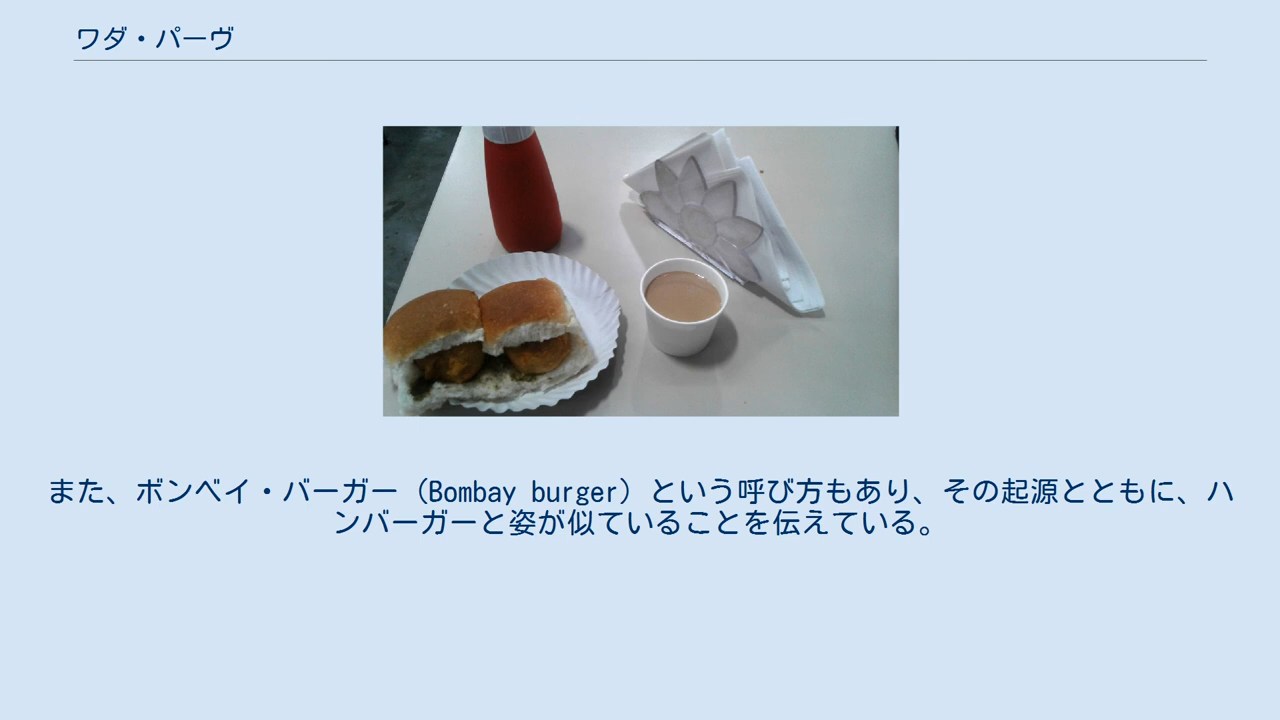 ワダ・パーヴ
また、ボンベイ・バーガー（Bombay burger）という呼び方もあり、その起源とともに、ハ
ンバーガーと姿が似ていることを伝えている。